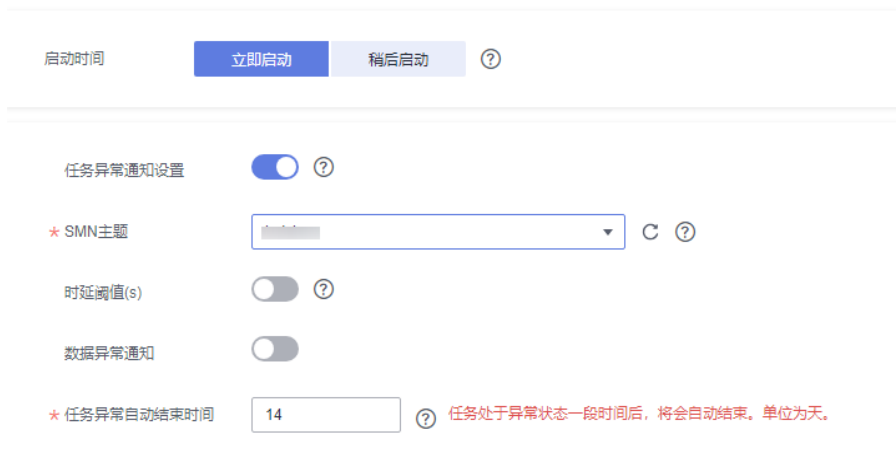 启动时间 立即启动 稍后启动 ?
任务异常通知设置 ?
* SMN主题 ?
时延阈值(s) ?
数据异常通知
* 任务异常自动结束时间 14 ? 任务处于异常状态一段时间后，将会自动结束。单位为天。